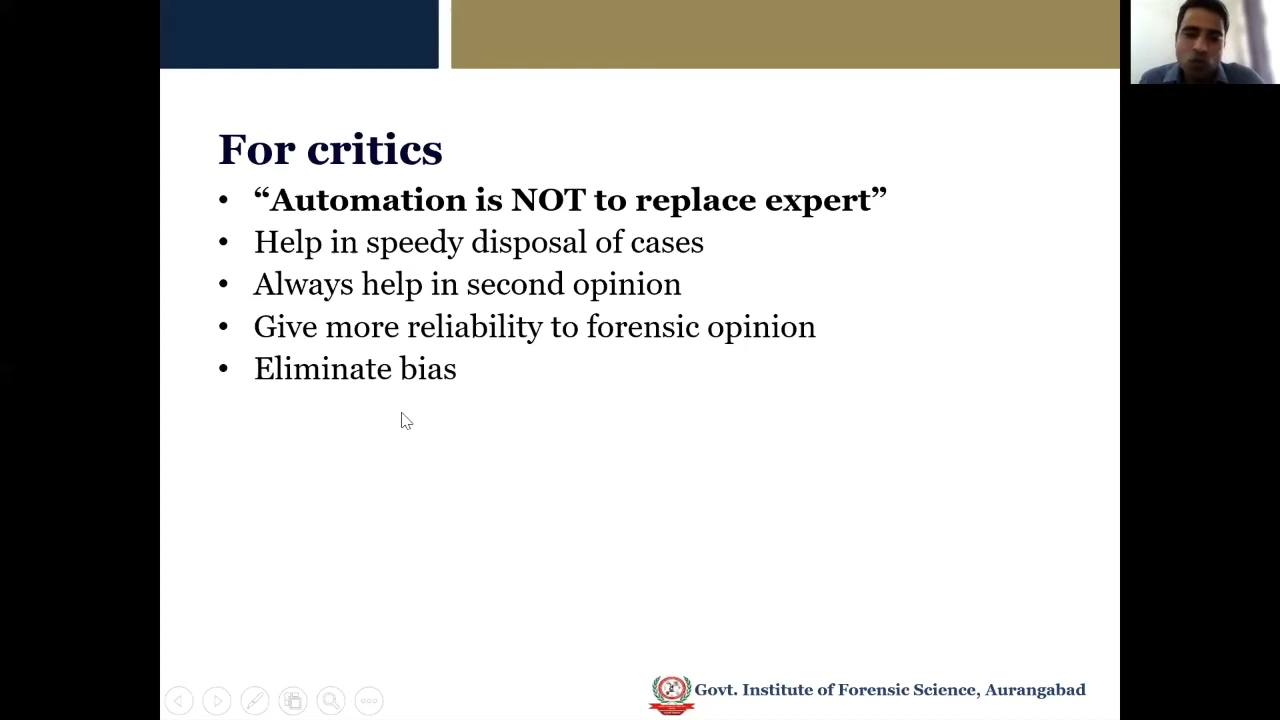 For critics
• “Automation is NOT to replace expert”
• Help in speedy disposal of cases
• Always help in second opinion
• Give more reliability to forensic opinion
• Eliminate bias
Govt. Institute of Forensic Science, Aurangabad